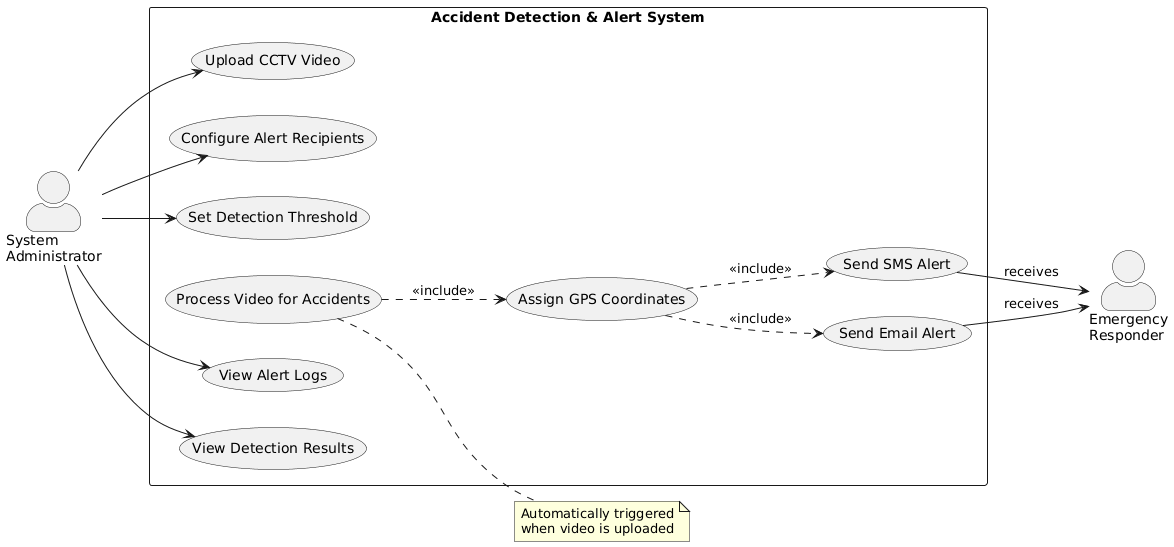 Accident Detection & Alert System
Upload CCTV Video
Configure Alert Recipients
Set Detection Threshold
System
Administrator
Process Video for Accidents
«include»
Assign GPS Coordinates
«include»
«include»
Send SMS Alert
Send Email Alert
receives
receives
Emergency
Responder
View Alert Logs
View Detection Results
Automatically triggered
when video is uploaded